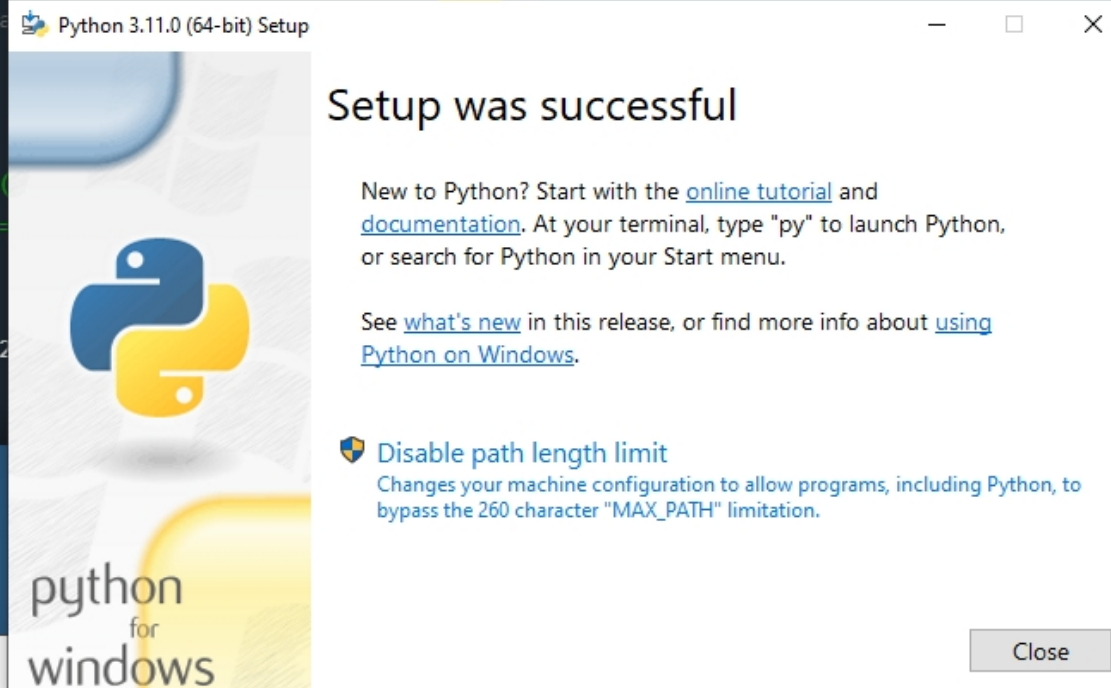 Python 3.11.0 (64-bit) Setup
Setup was successful
New to Python? Start with the online tutorial and
documentation. At your terminal, type "py" to launch Python,
or search for Python in your Start menu.
See what's new in this release, or find more info about using
Python on Windows.
Disable path length limit
Changes your machine configuration to allow programs, including Python, to
bypass the 260 character "MAX_PATH" limitation.
python
for
windows
Close